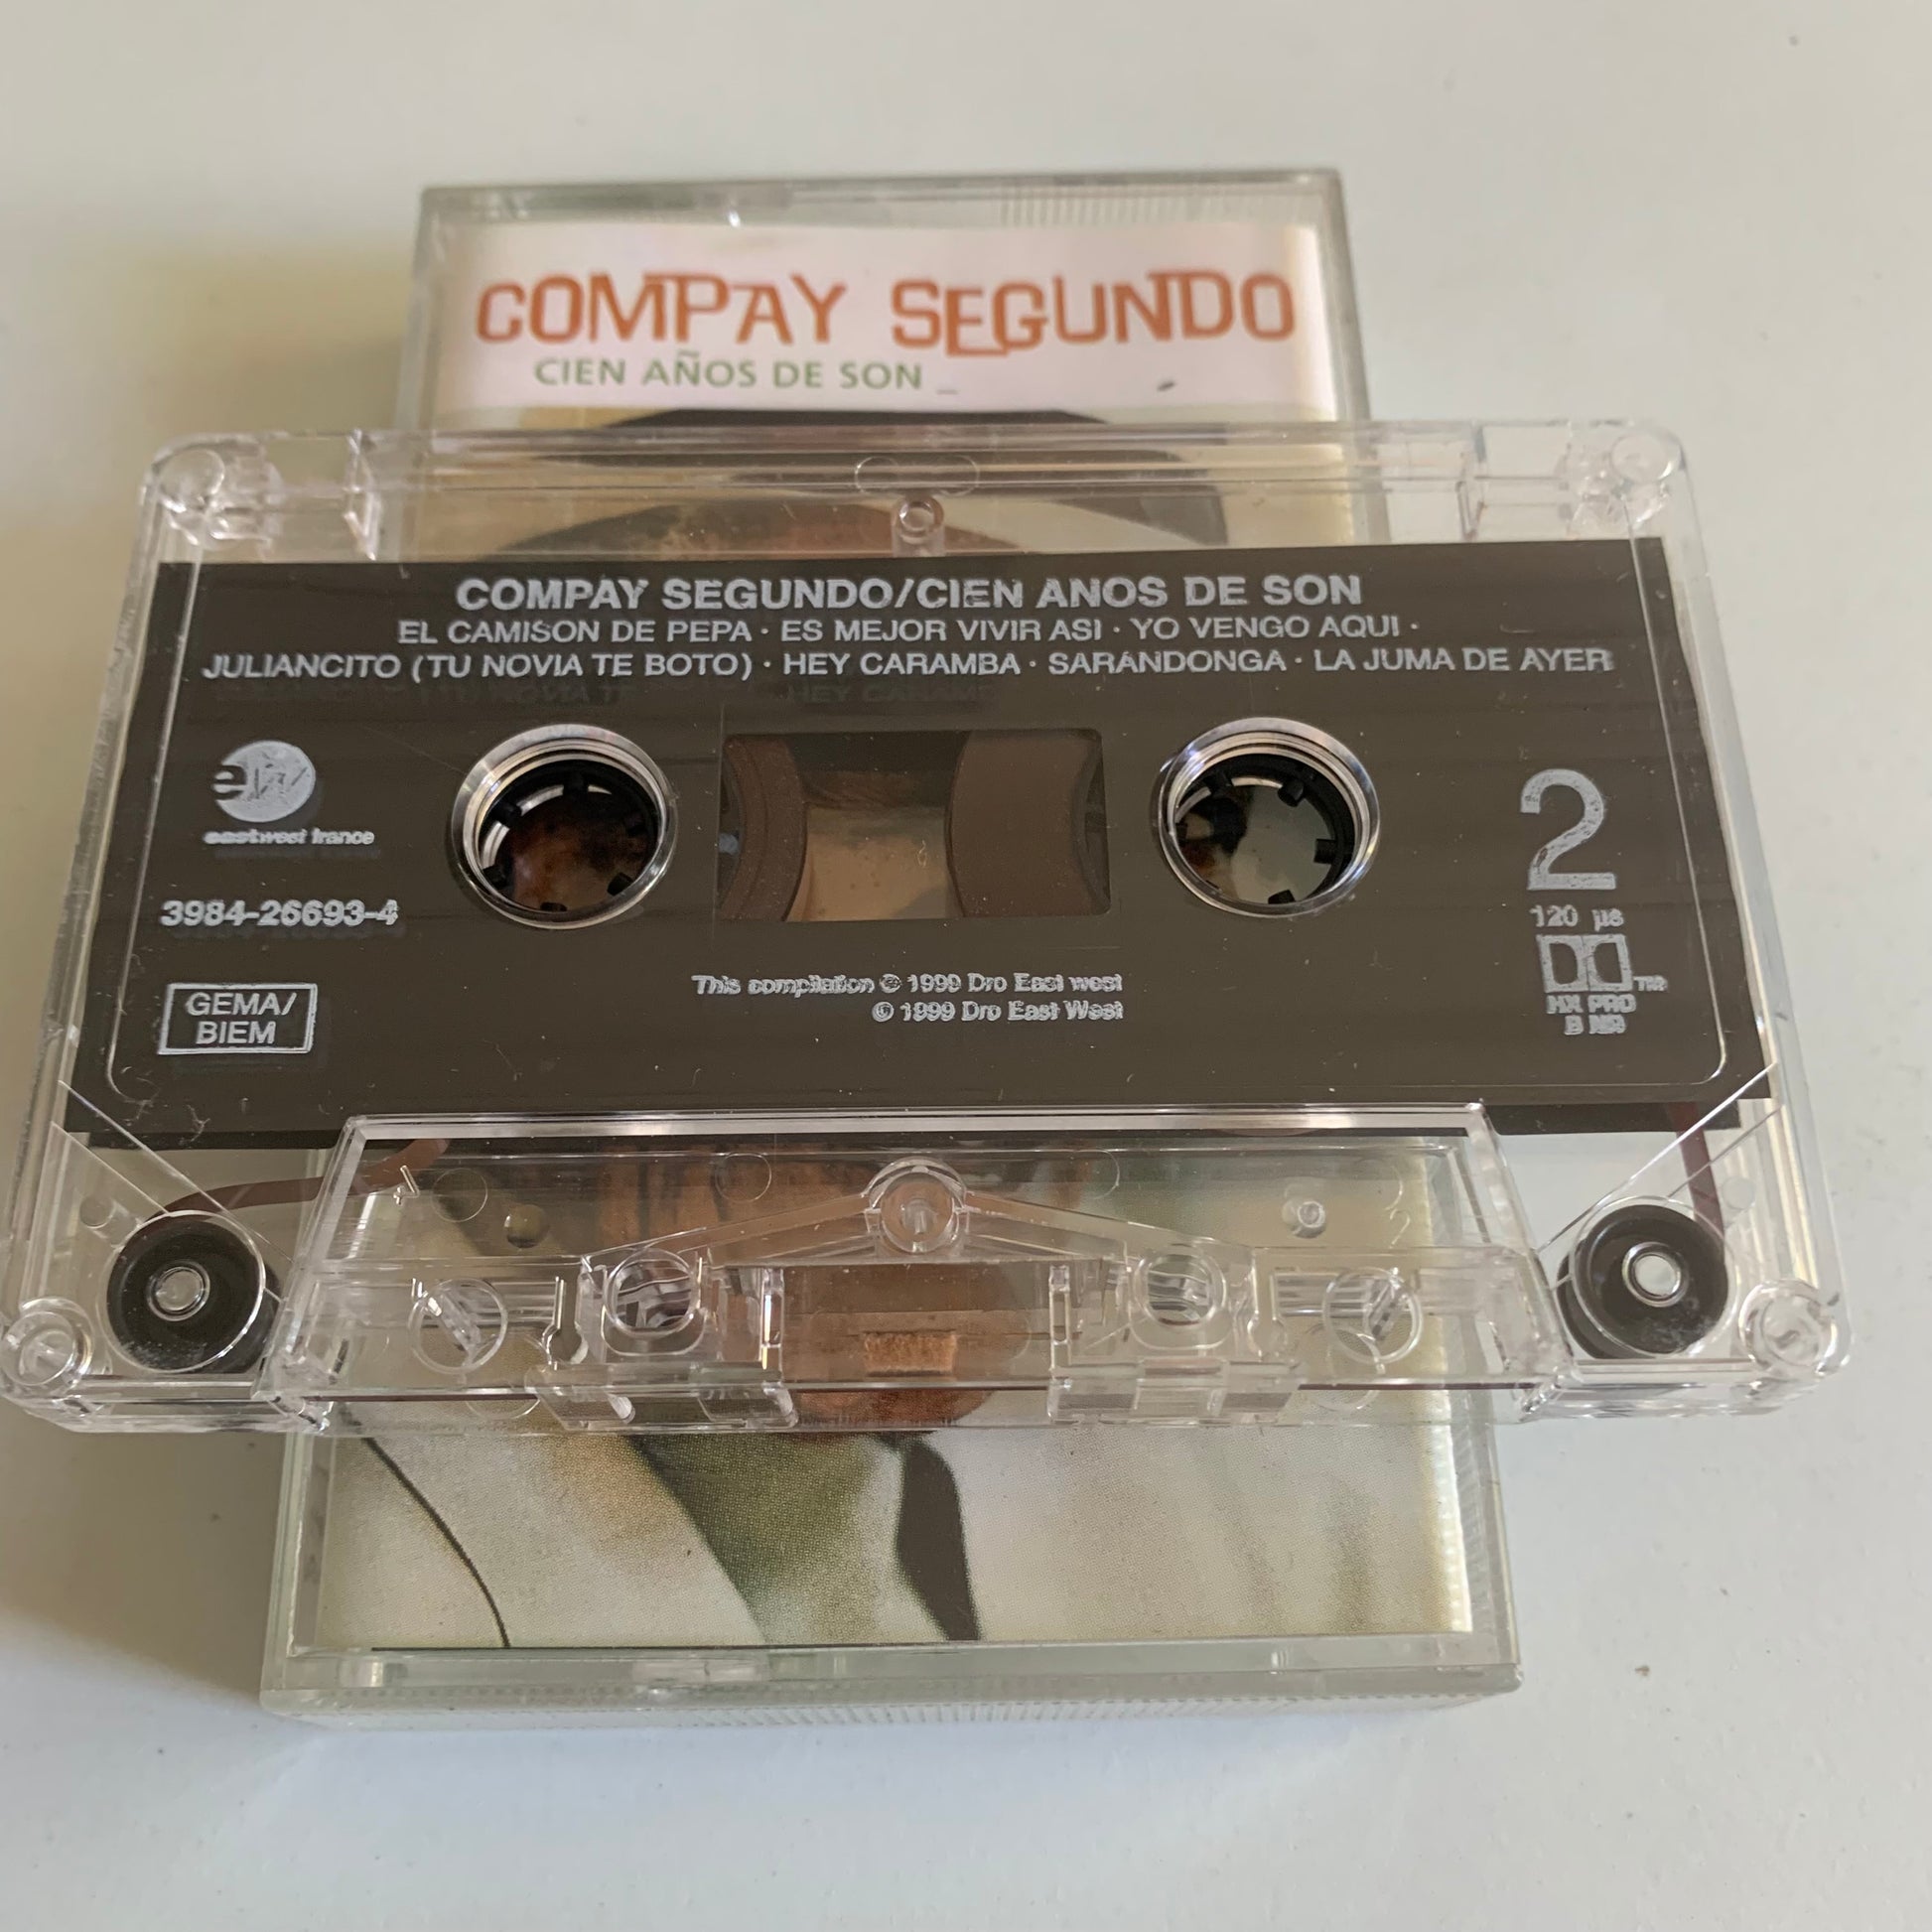 COMPAY SEGUNDO
CIEN AÑOS DE SON
COMPAY SEGUNDO/CIEN ANOS DE SON
EL CAMISON DE PEPA · ES MEJOR VIVIR ASI · YO VENGO AQUI ·
JULIANCITO (TU NOVIA TE BOTO) · HEY CARAMBA · SARANDONGA · LA JUMA DE AYER
ew
eastwest france
3984-26693-4
GEMA/
BIEM
2
120 µs
TM
HX PRO
B NR
This compilation ℗ 1999 Dro East west
© 1999 Dro East West